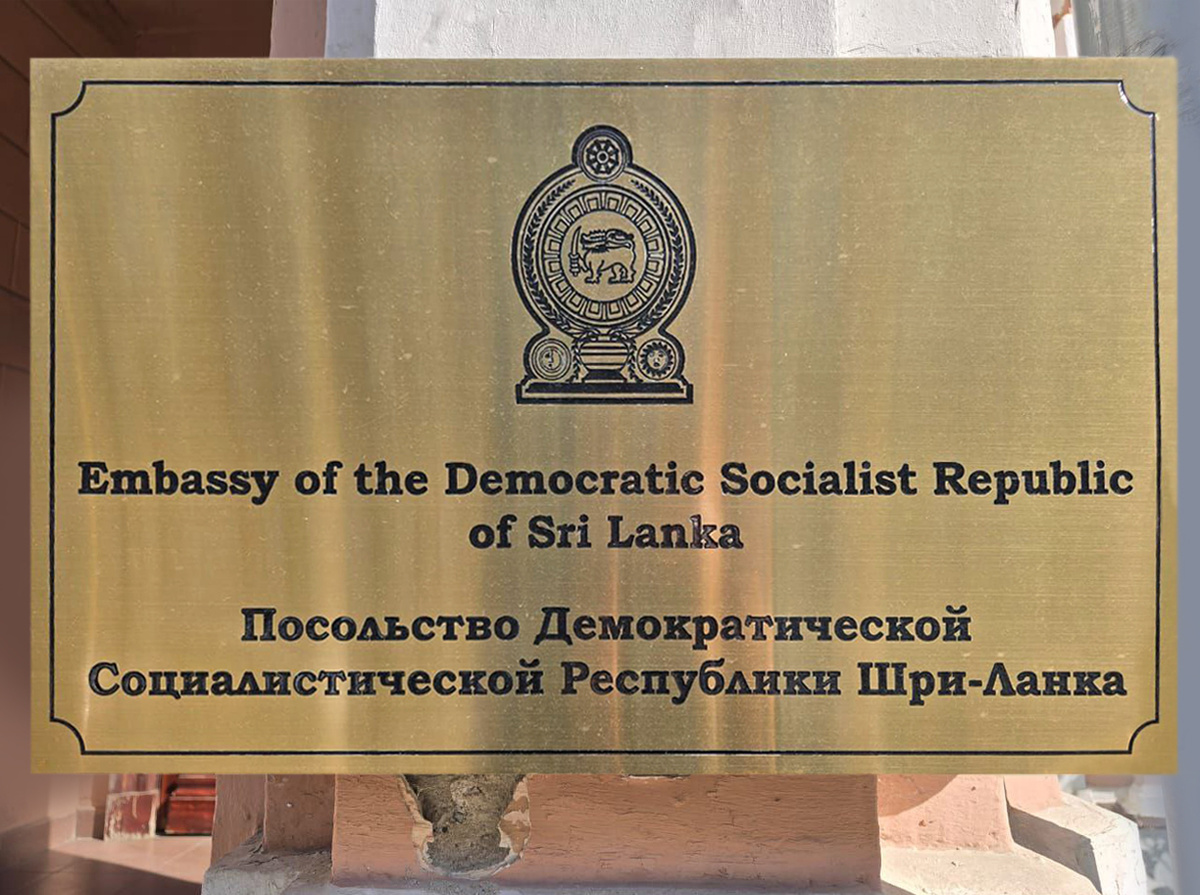 Embassy of the Democratic Socialist Republic
of Sri Lanka
Посольство Демократической
Социалистической Республики Шри-Ланка